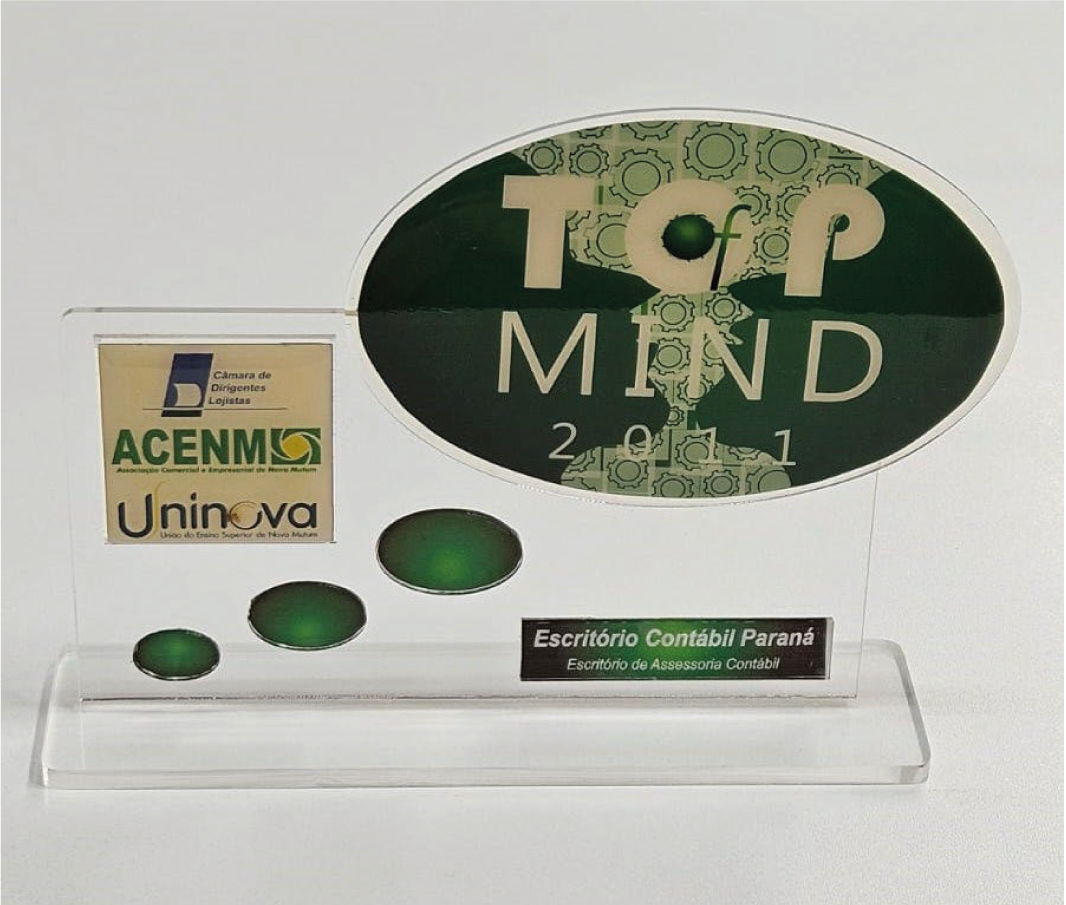 TOP
of
MIND
2011
Câmara de
Dirigentes
Lojistas
ACENM
Associação Comercial e Empresarial de Nova Mutum
Uninova
União do Ensino Superior de Nova Mutum
Escritório Contábil Paraná
Escritório de Assessoria Contábil